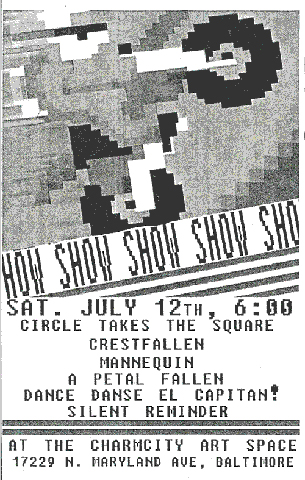 HOW SHOW SHOW SHOW SHO
SAT. JULY 12TH, 6:00
CIRCLE TAKES THE SQUARE
CRESTFALLEN
MANNEQUIN
A PETAL FALLEN
DANCE DANSE EL CAPITAN!
SILENT REMINDER
AT THE CHARMCITY ART SPACE
17229 N. MARYLAND AVE, BALTIMORE